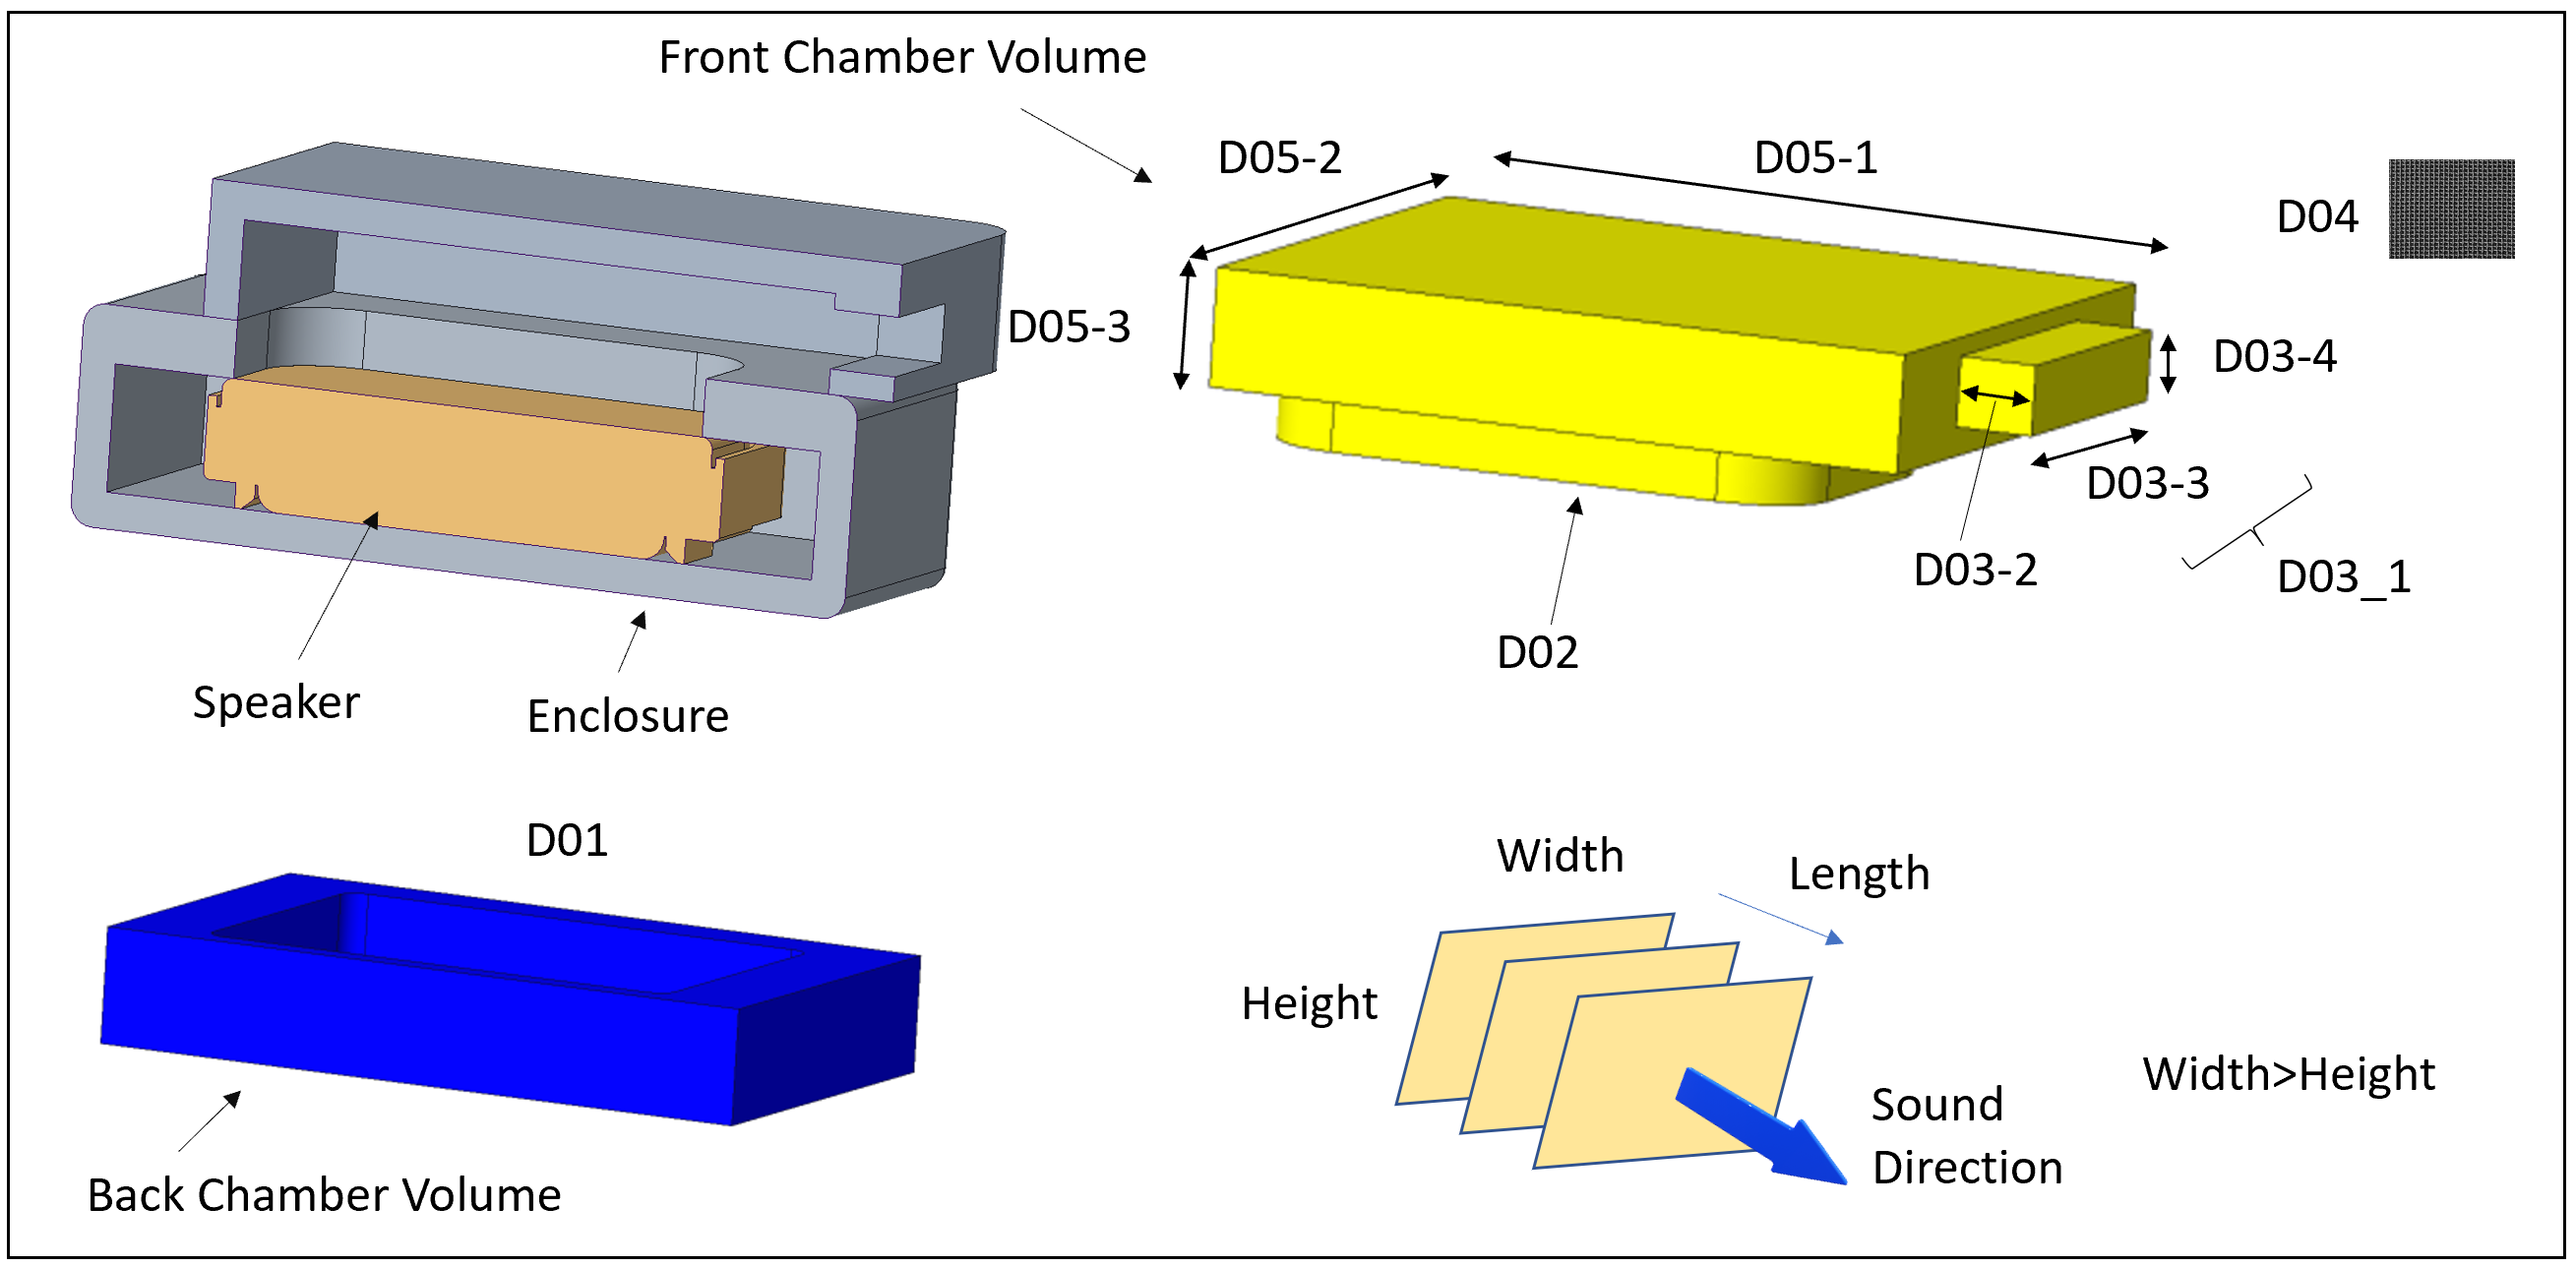 Front Chamber Volume
D05-2
D05-1
D04
D05-3
D03-4
D03-3
D03-2
D03_1
D02
Speaker
Enclosure
D01
Width
Length
Height
Width>Height
Sound
Direction
Back Chamber Volume